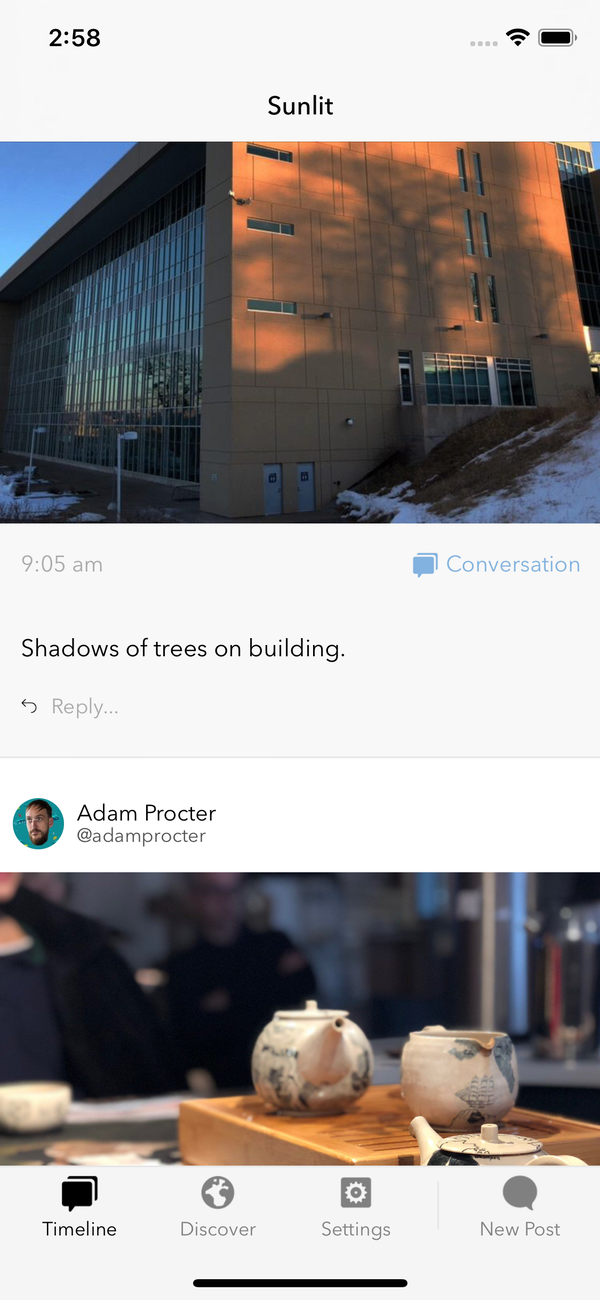 2:58
Sunlit
9:05 am
Conversation
Shadows of trees on building.
Reply...
Adam Procter
@adamprocter
Timeline
Discover
Settings
New Post